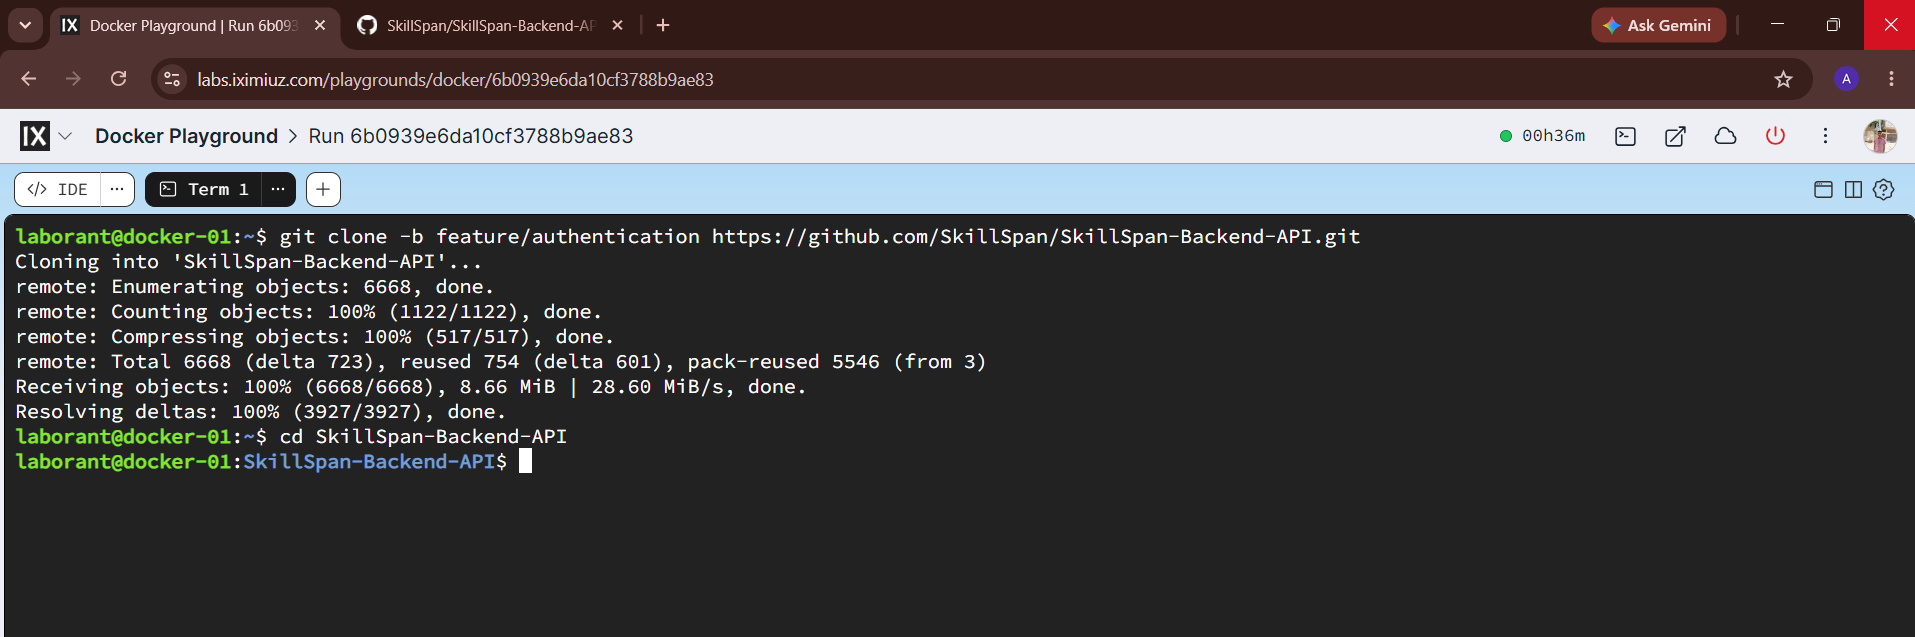 IX Docker Playground | Run 6b093
SkillSpan/SkillSpan-Backend-AP
Ask Gemini
labs.iximiuz.com/playgrounds/docker/6b0939e6da10cf3788b9ae83
A
IX Docker Playground > Run 6b0939e6da10cf3788b9ae83
00h36m
</> IDE ...
Term 1 ...
+
laborant@docker-01:~$ git clone -b feature/authentication https://github.com/SkillSpan/SkillSpan-Backend-API.git
Cloning into 'SkillSpan-Backend-API'...
remote: Enumerating objects: 6668, done.
remote: Counting objects: 100% (1122/1122), done.
remote: Compressing objects: 100% (517/517), done.
remote: Total 6668 (delta 723), reused 754 (delta 601), pack-reused 5546 (from 3)
Receiving objects: 100% (6668/6668), 8.66 MiB | 28.60 MiB/s, done.
Resolving deltas: 100% (3927/3927), done.
laborant@docker-01:~$ cd SkillSpan-Backend-API
laborant@docker-01:SkillSpan-Backend-API$